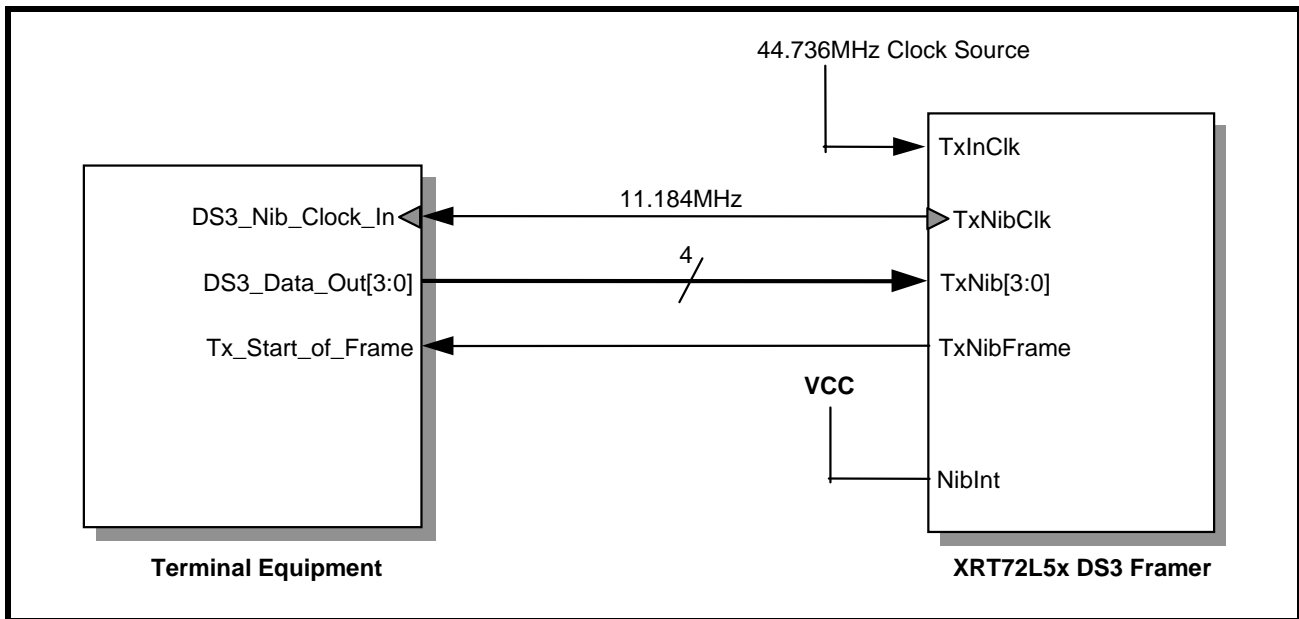 44.736MHz Clock Source
TxInClk
11.184MHz
DS3_Nib_Clock_In
TxNibClk
4
DS3_Data_Out[3:0]
TxNib[3:0]
Tx_Start_of_Frame
TxNibFrame
VCC
NibInt
Terminal Equipment
XRT72L5x DS3 Framer